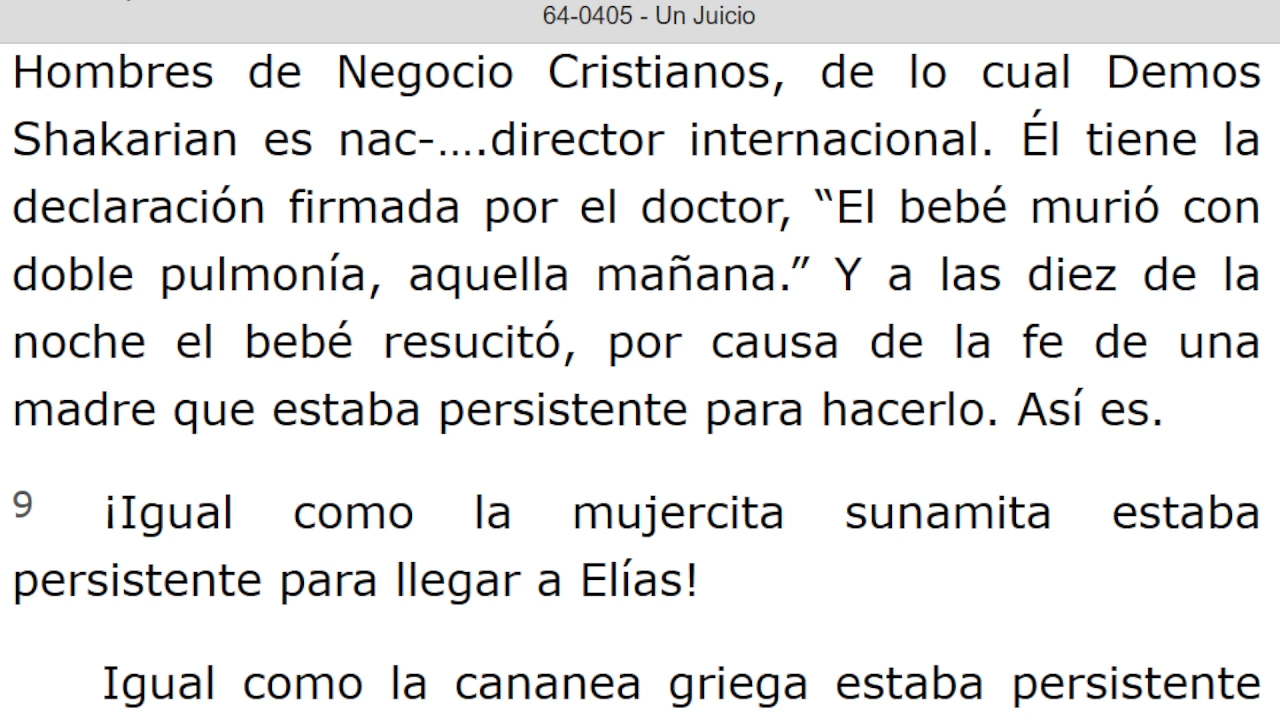 64-0405 - Un Juicio
Hombres de Negocio Cristianos, de lo cual Demos
Shakarian es nac-....director internacional. Él tiene la
declaración firmada por el doctor, “El bebé murió con
doble pulmonía, aquella mañana.” Y a las diez de la
noche el bebé resucitó, por causa de la fe de una
madre que estaba persistente para hacerlo. Así es.
9 ¡Igual como la mujercita sunamita estaba
persistente para llegar a Elías!
Igual como la cananea griega estaba persistente